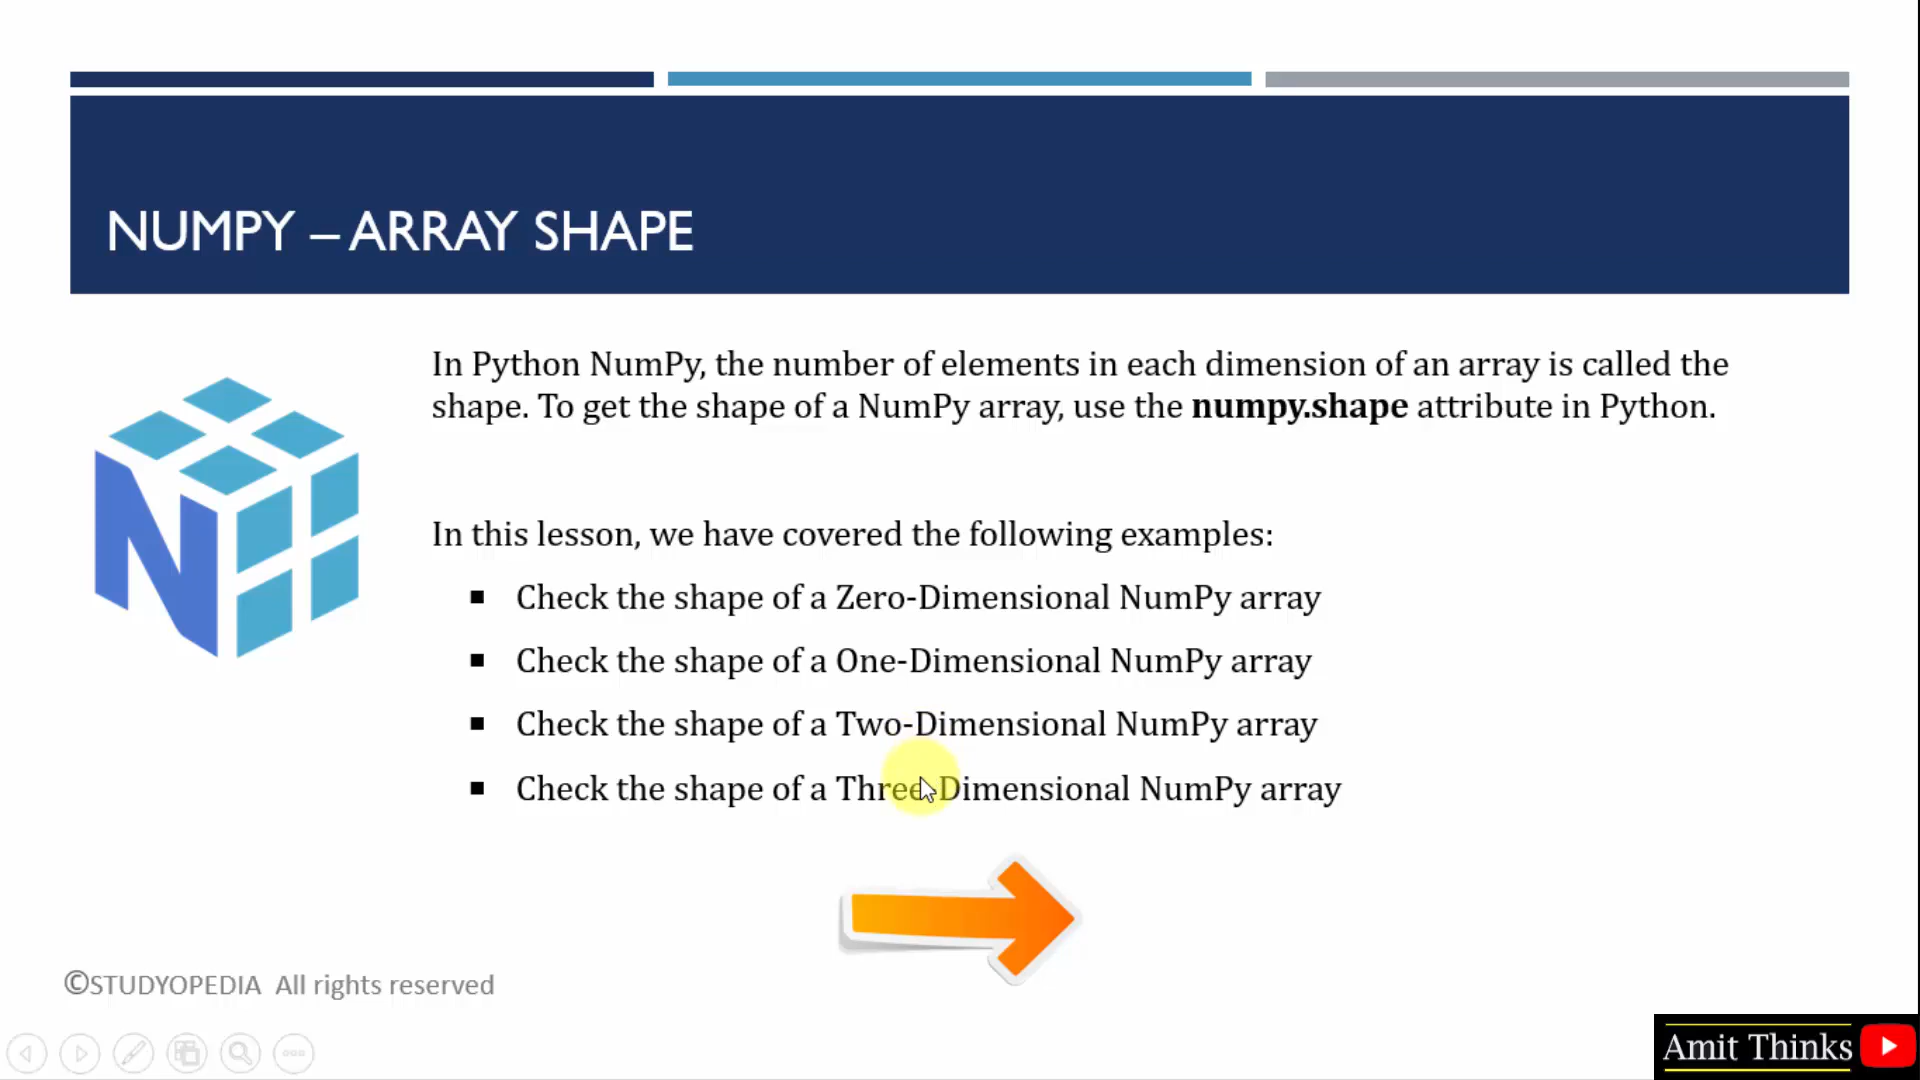 NUMPY – ARRAY SHAPE
In Python NumPy, the number of elements in each dimension of an array is called the
shape. To get the shape of a NumPy array, use the numpy.shape attribute in Python.
In this lesson, we have covered the following examples:
▪ Check the shape of a Zero-Dimensional NumPy array
▪ Check the shape of a One-Dimensional NumPy array
▪ Check the shape of a Two-Dimensional NumPy array
▪ Check the shape of a Three-Dimensional NumPy array
©STUDYOPEDIA All rights reserved
Amit Thinks